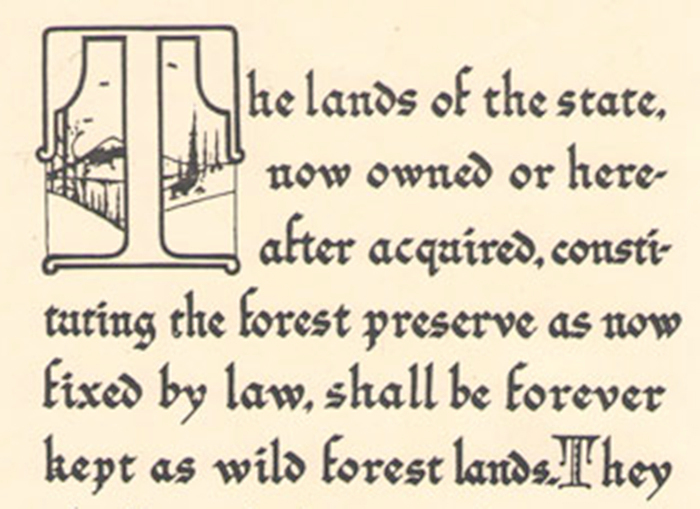 The lands of the state,
now owned or here-
after acquired, consti-
tuting the forest preserve as now
fixed by law, shall be forever
kept as wild forest lands. They